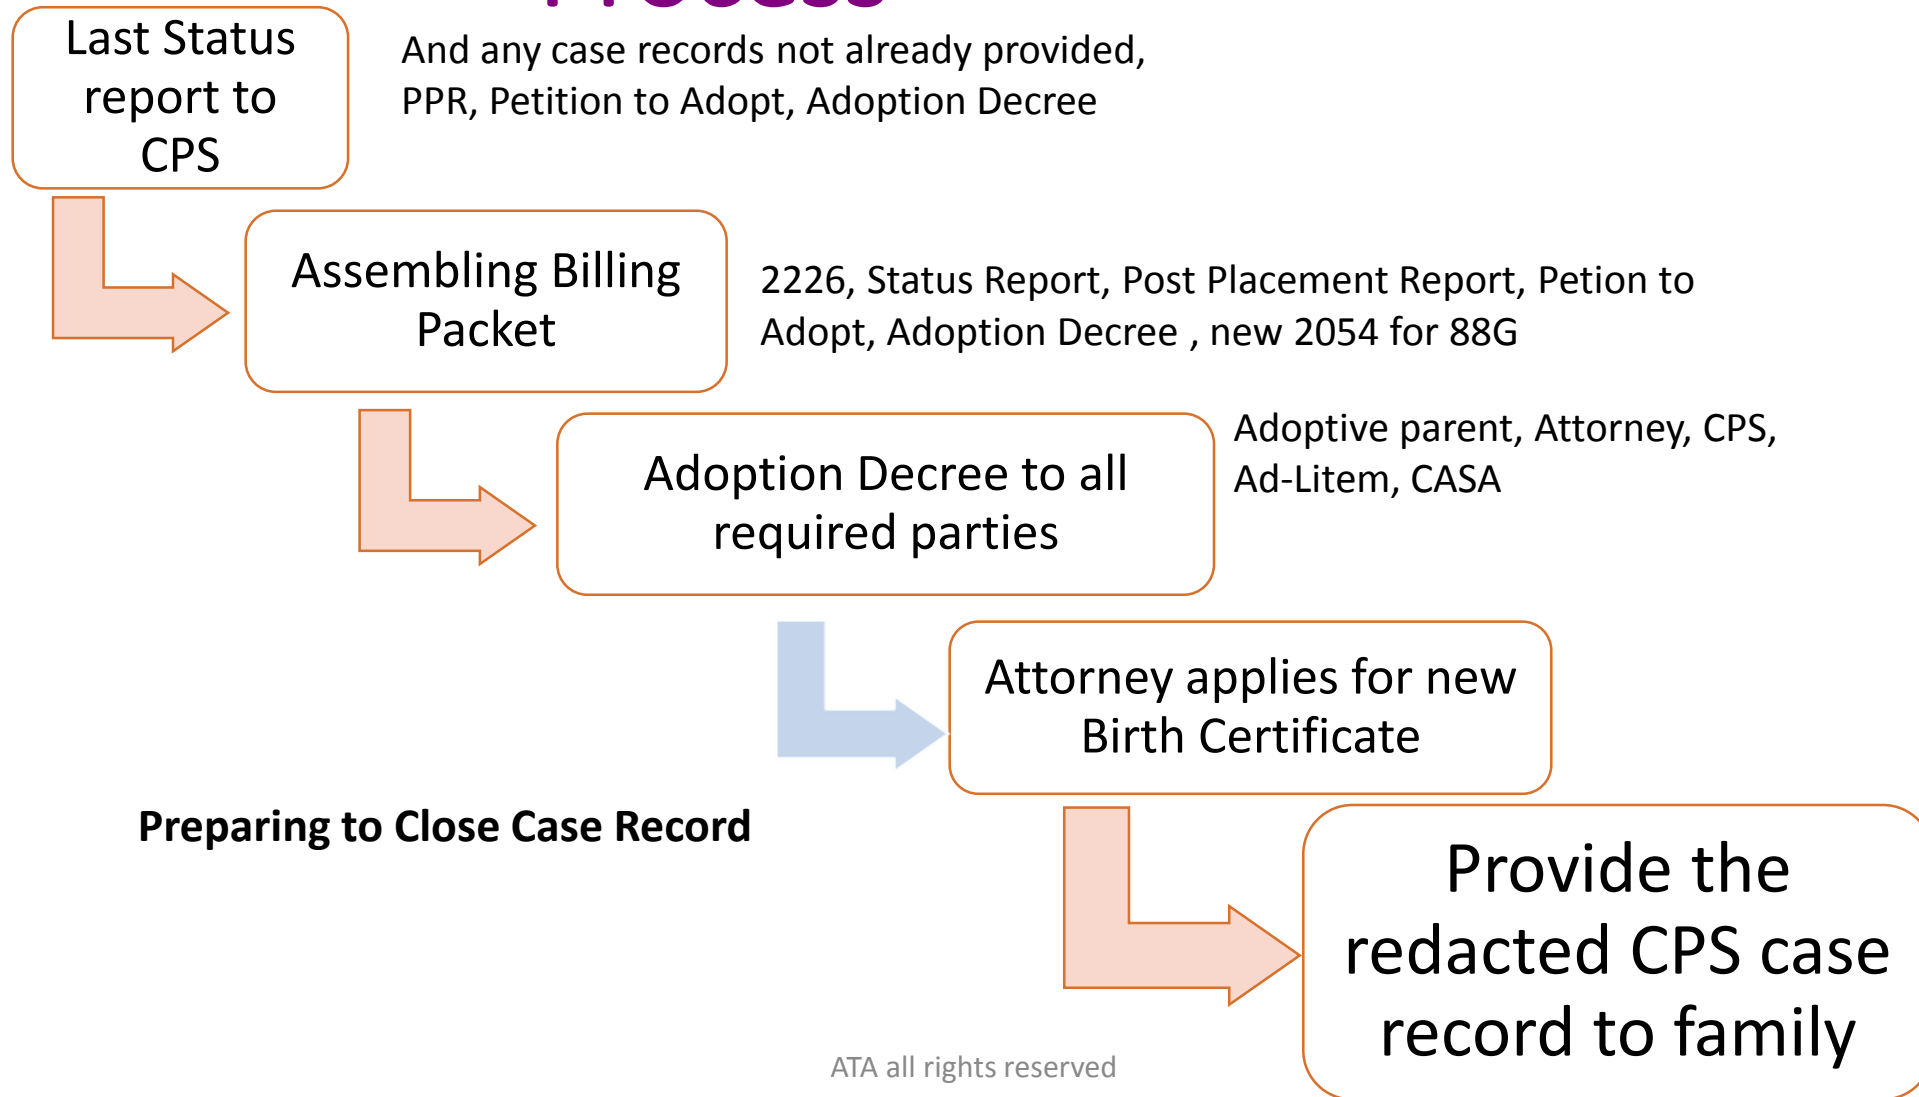 Process
Last Status
report to
CPS
And any case records not already provided,
PPR, Petition to Adopt, Adoption Decree
Assembling Billing
Packet
2226, Status Report, Post Placement Report, Petion to
Adopt, Adoption Decree , new 2054 for 88G
Adoption Decree to all
required parties
Adoptive parent, Attorney, CPS,
Ad-Litem, CASA
Attorney applies for new
Birth Certificate
Preparing to Close Case Record
Provide the
redacted CPS case
record to family
ATA all rights reserved